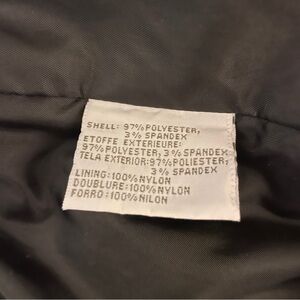 SHELL: 97%POLYESTER,
3%SPANDEX
ETOFFE EXTERIEURE:
97%POLYESTER,3%SPANDEX
TELA EXTERIOR:97%POLIESTER,
3%SPANDEX
LINING:100%NYLON
DOUBLURE:100%NYLON
FORRO:100%NILON